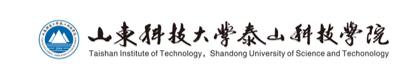 山東科技大學泰山科技學院
Taishan Institute of Technology, Shandong University of Science and Techonology